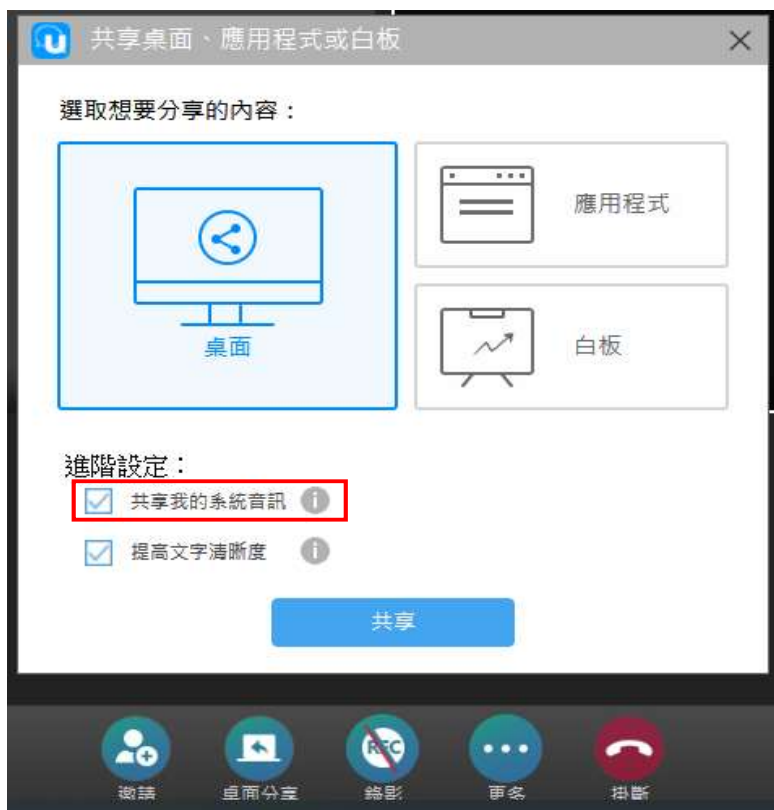 共享桌面、應用程式或白板
選取想要分享的內容：
桌面
應用程式
白板
進階設定：
共享我的系統音訊
提高文字清晰度
共享
REC
邀請 桌面分享 錄影 更多 掛斷